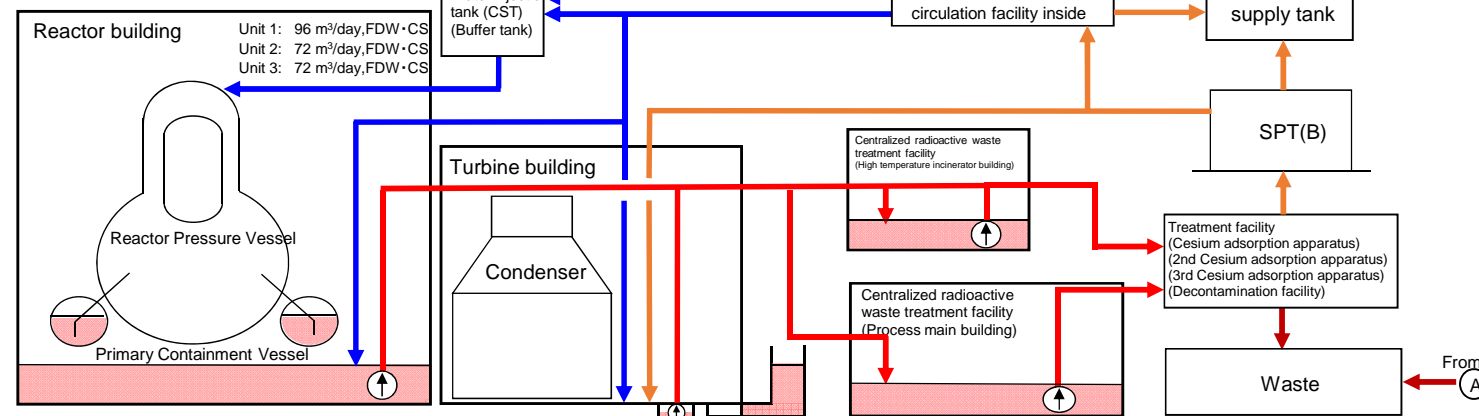 Reactor building
Unit 1: 96 m³/day,FDW・CS
Unit 2: 72 m³/day,FDW・CS
Unit 3: 72 m³/day,FDW・CS
tank (CST)
(Buffer tank)
circulation facility inside
supply tank
SPT(B)
Centralized radioactive waste
treatment facility
(High temperature incinerator building)
Turbine building
Reactor Pressure Vessel
Condenser
Primary Containment Vessel
Treatment facility
(Cesium adsorption apparatus)
(2nd Cesium adsorption apparatus)
(3rd Cesium adsorption apparatus)
(Decontamination facility)
Centralized radioactive
waste treatment facility
(Process main building)
Waste
From
A